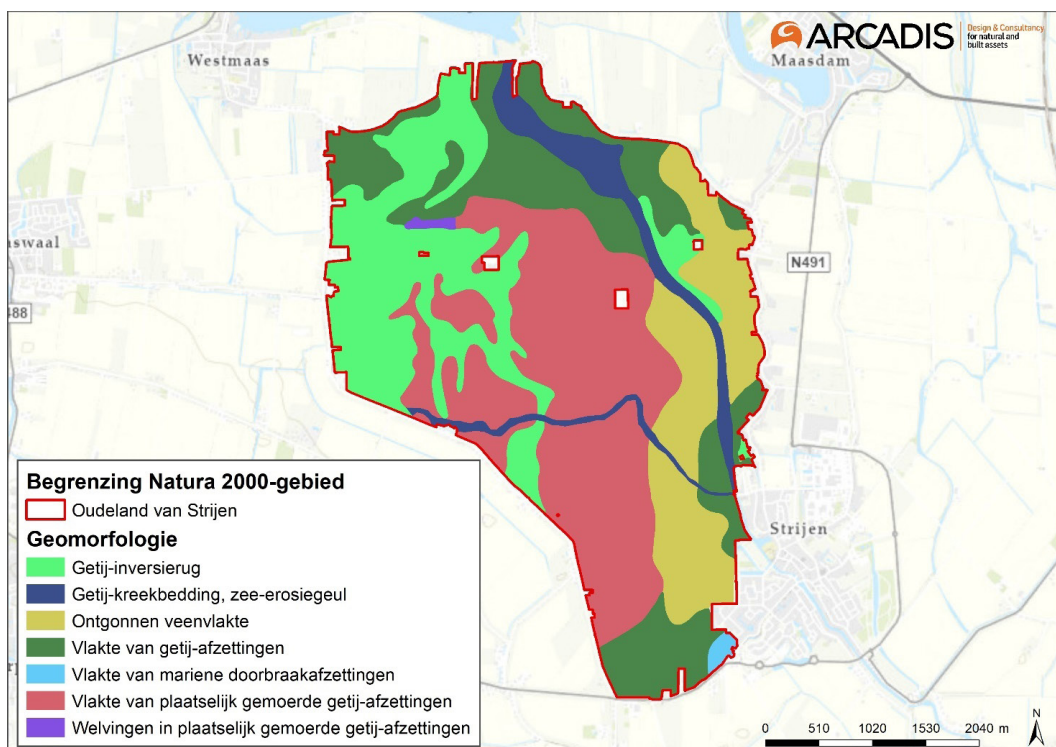 ARCADIS
Design & Consultancy
for natural and
built assets
Westmaas
Maasdam
aswaal
N491
488
Strijen
Begrenzing Natura 2000-gebied
Oudeland van Strijen
Geomorfologie
Getij-inversierug
Getij-kreekbedding, zee-erosiegeul
Ontgonnen veenvlakte
Vlakte van getij-afzettingen
Vlakte van mariene doorbraakafzettingen
Vlakte van plaatselijk gemoerde getij-afzettingen
Welvingen in plaatselijk gemoerde getij-afzettingen
N
0 510 1020 1530 2040 m